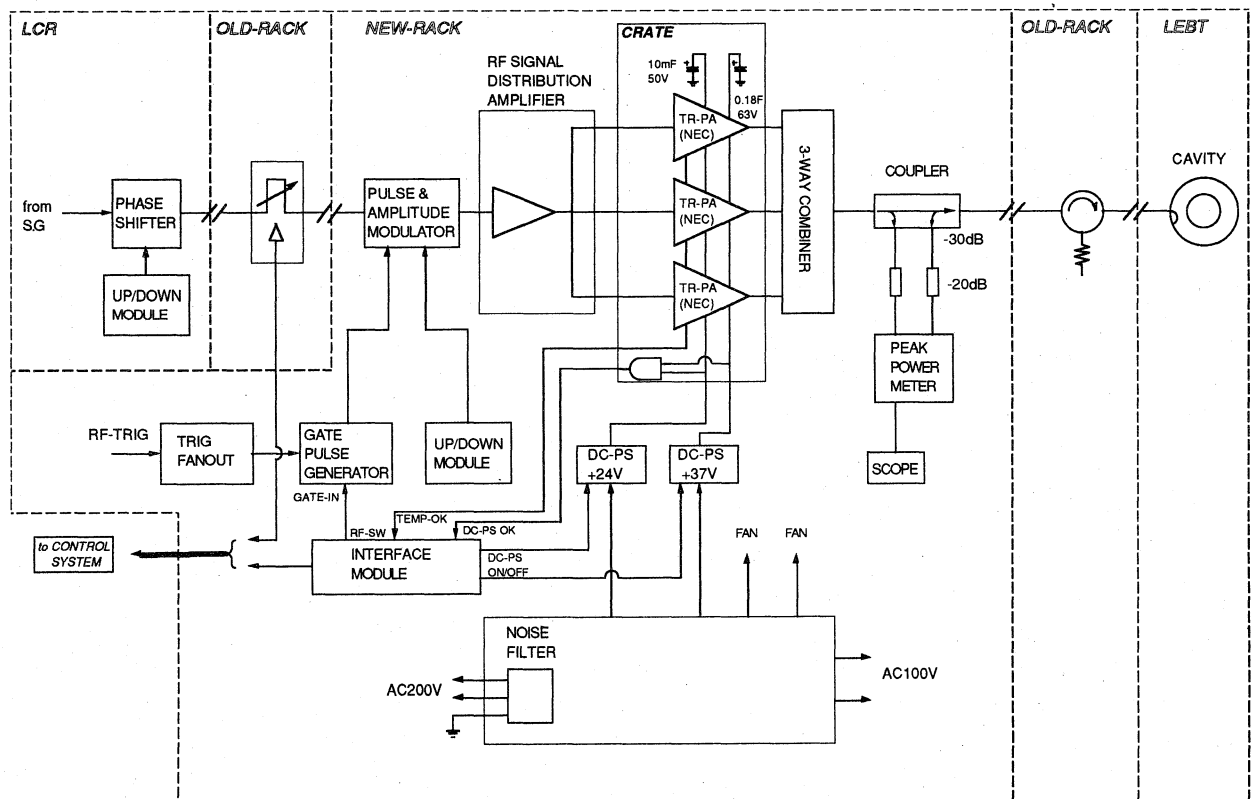 LCR
OLD-RACK
NEW-RACK
CRATE
OLD-RACK
LEBT
RF SIGNAL
DISTRIBUTION
AMPLIFIER
10mF
50V
0.18F
63V
TR-PA
(NEC)
TR-PA
(NEC)
TR-PA
(NEC)
3-WAY COMBINER
COUPLER
-30dB
-20dB
CAVITY
from
S.G
PHASE
SHIFTER
UP/DOWN
MODULE
PULSE &
AMPLITUDE
MODULATOR
PEAK
POWER
METER
SCOPE
RF-TRIG
TRIG
FANOUT
GATE
PULSE
GENERATOR
UP/DOWN
MODULE
DC-PS
+24V
DC-PS
+37V
GATE-IN
RF-SW
TEMP-OK
DC-PS OK
INTERFACE
MODULE
DC-PS
ON/OFF
to CONTROL
SYSTEM
FAN
FAN
NOISE
FILTER
AC200V
AC100V